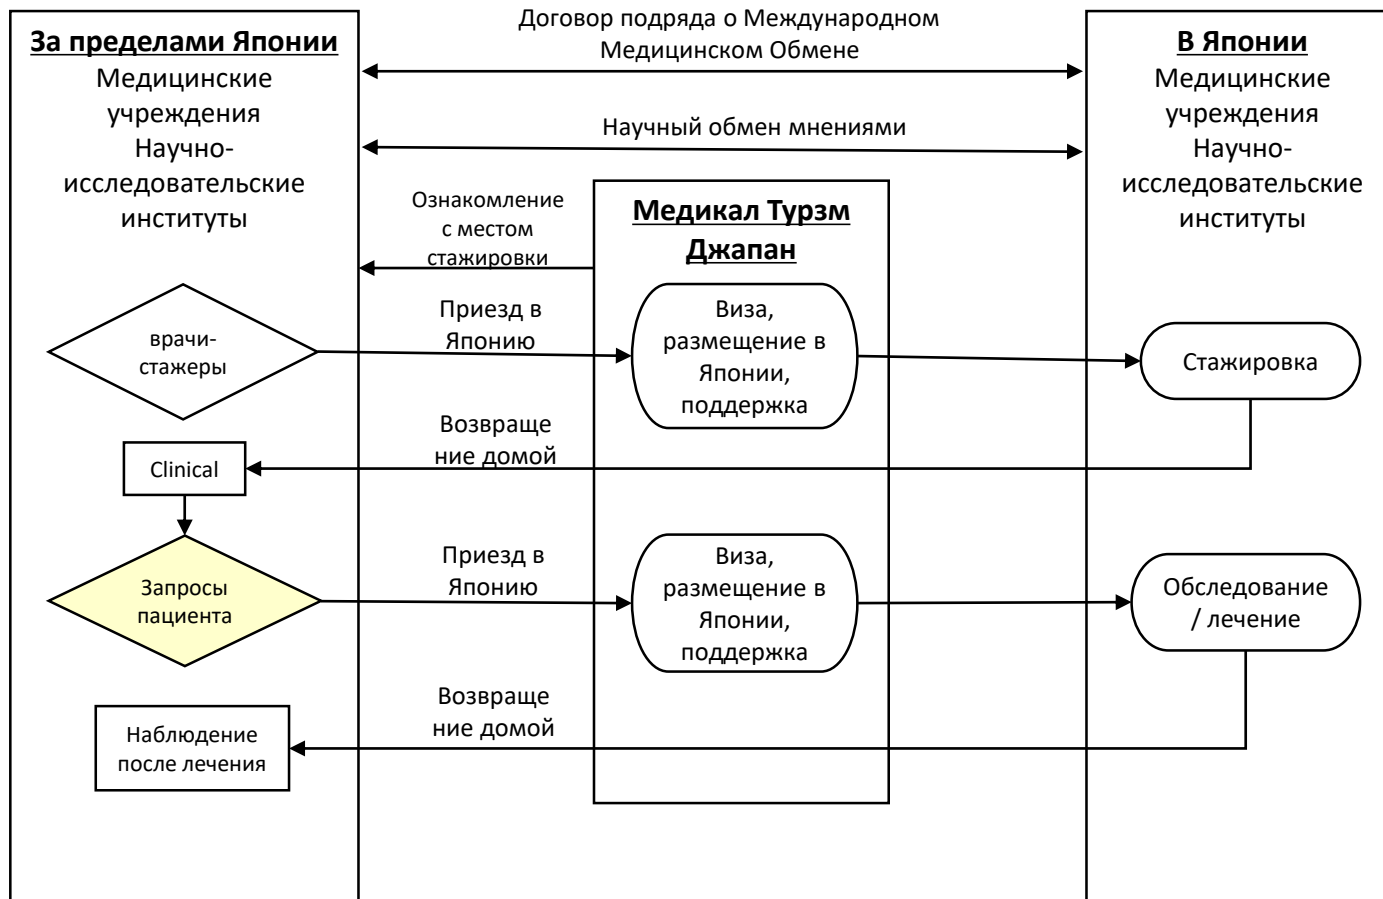 За пределами Японии
Медицинские
учреждения
Научно-
исследовательские
институты
Договор подряда о Международном
Медицинском Обмене
Научный обмен мнениями
В Японии
Медицинские
учреждения
Научно-
исследовательские
институты
Ознакомление
с местом
стажировки
Медикал Турзм
Джапан
врачи-
стажеры
Приезд в
Японию
Виза,
размещение в
Японии,
поддержка
Стажировка
Возвраще
ние домой
Clinical
Запросы
пациента
Приезд в
Японию
Виза,
размещение в
Японии,
поддержка
Обследование
/ лечение
Возвраще
ние домой
Наблюдение
после лечения